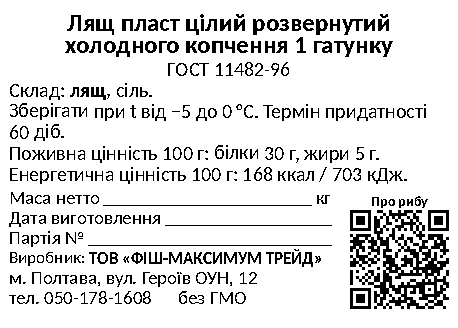 Лящ пласт цілий розвернутий
холодного копчення 1 гатунку
ГОСТ 11482-96
Склад: лящ, сіль.
Зберігати при t від −5 до 0 °С. Термін придатності
60 діб.
Поживна цінність 100 г: білки 30 г, жири 5 г.
Енергетична цінність 100 г: 168 ккал / 703 кДж.
Маса нетто ____________________ кг
Дата виготовлення ________________
Партія № ________________________
Про рибу
Виробник: ТОВ «ФІШ-МАКСИМУМ ТРЕЙД»
м. Полтава, вул. Героїв ОУН, 12
тел. 050-178-1608 без ГМО